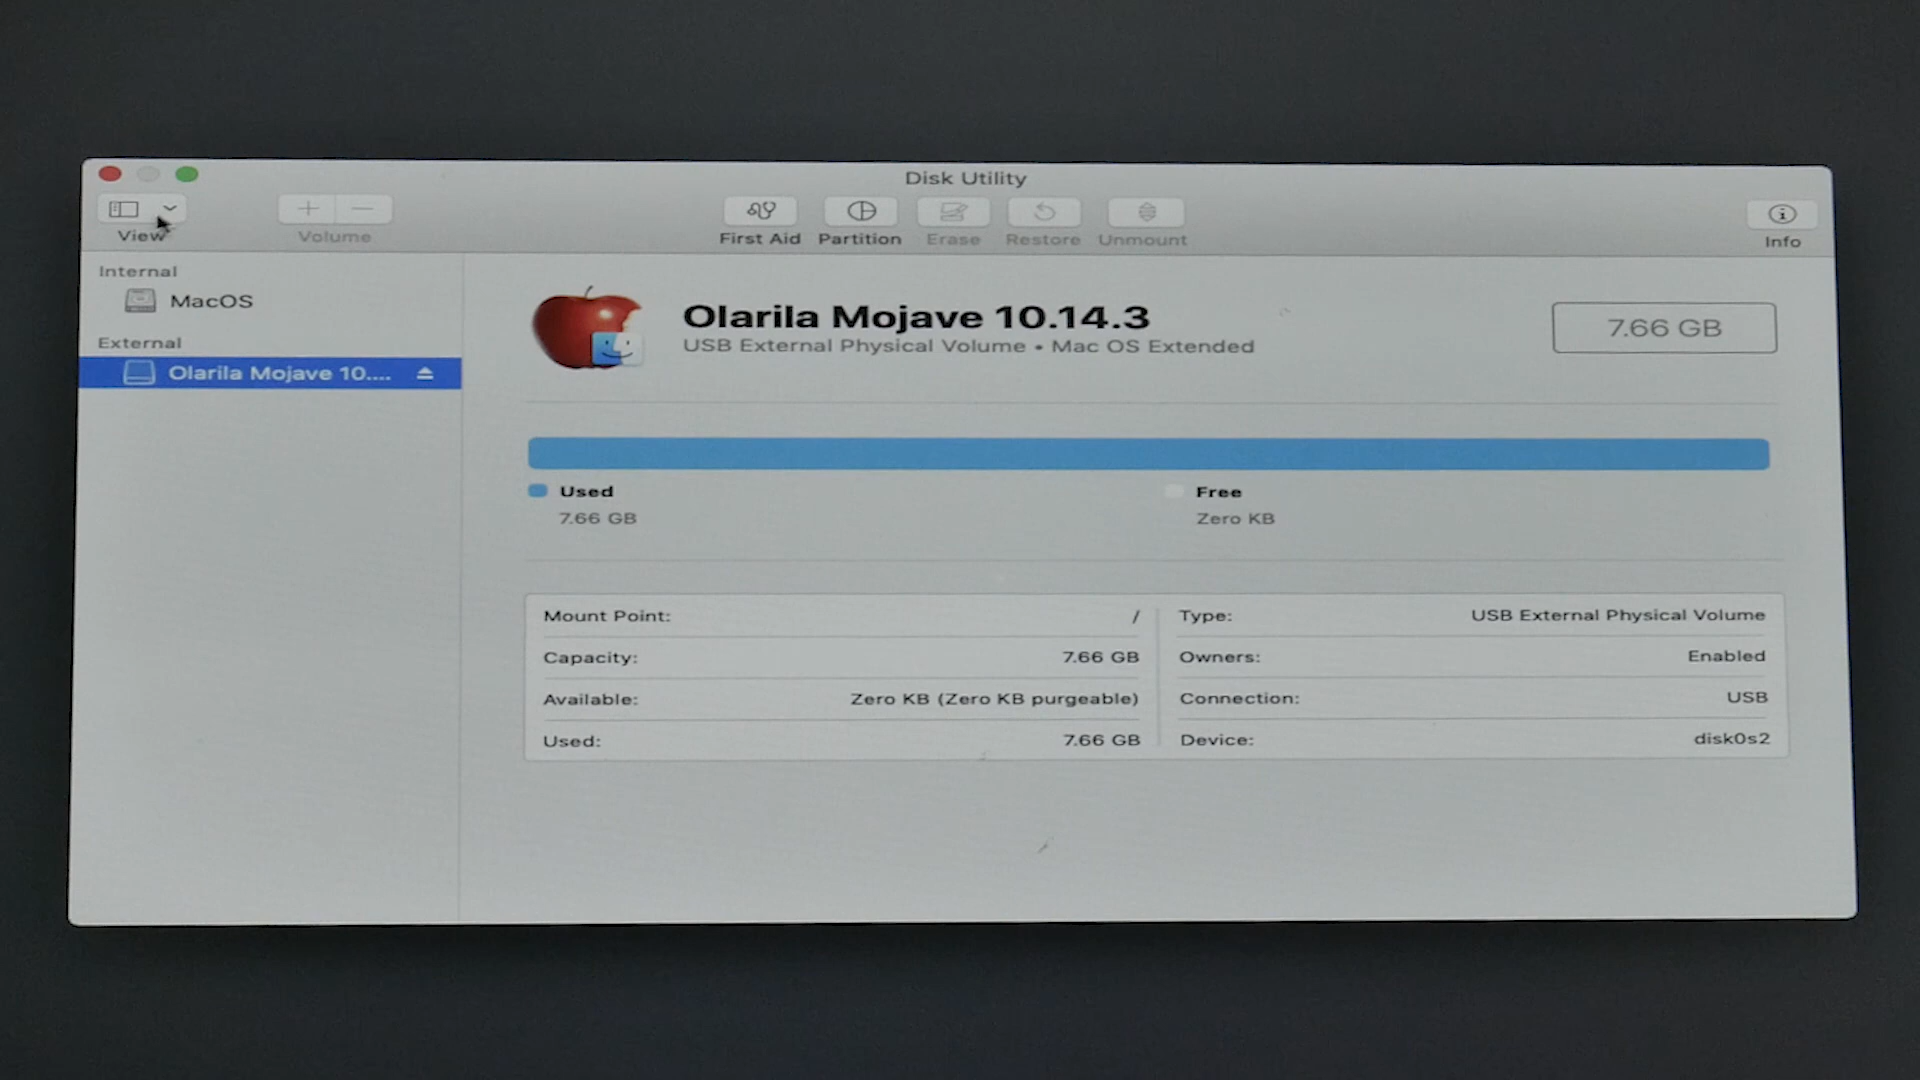 Disk Utility
View
Volume
First Aid
Partition
Erase
Restore
Unmount
Info
Internal
MacOS
External
Olarila Mojave 10....
Olarila Mojave 10.14.3
USB External Physical Volume • Mac OS Extended
7.66 GB
Used
7.66 GB
Free
Zero KB
Mount Point: /
Capacity: 7.66 GB
Available: Zero KB (Zero KB purgeable)
Used: 7.66 GB
Type: USB External Physical Volume
Owners: Enabled
Connection: USB
Device: disk0s2